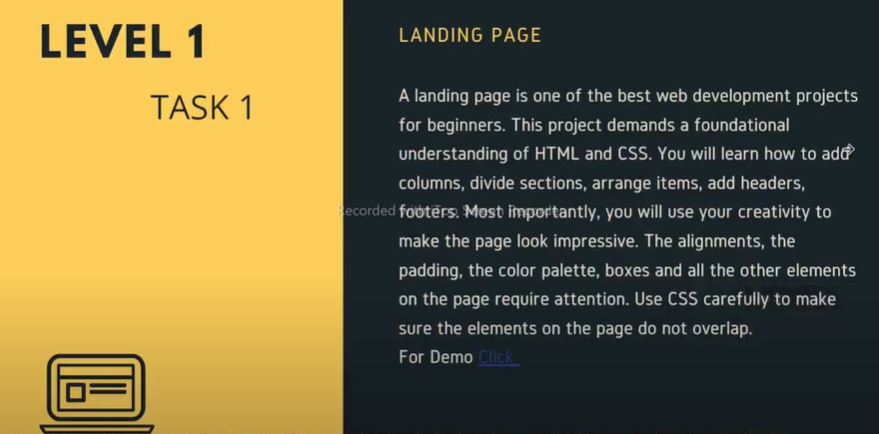 LEVEL 1
TASK 1
LANDING PAGE
A landing page is one of the best web development projects
for beginners. This project demands a foundational
understanding of HTML and CSS. You will learn how to add
columns, divide sections, arrange items, add headers,
footers. Most importantly, you will use your creativity to
make the page look impressive. The alignments, the
padding, the color palette, boxes and all the other elements
on the page require attention. Use CSS carefully to make
sure the elements on the page do not overlap.
For Demo Click
Recorded with iTop Screen